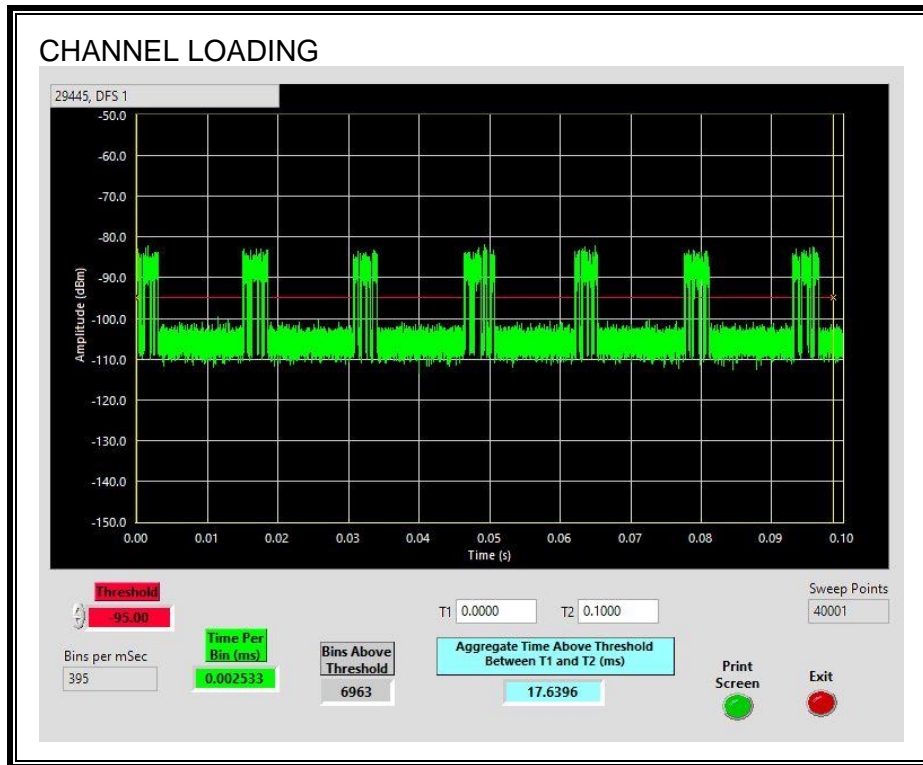 CHANNEL LOADING
29445, DFS 1
-50.0
-60.0
-70.0
-80.0
-90.0
-100.0
-110.0
-120.0
-130.0
-140.0
-150.0
Amplitude (dBm)
0.00 0.01 0.02 0.03 0.04 0.05 0.06 0.07 0.08 0.09 0.10
Time (s)
Threshold
-95.00
Bins per mSec
395
Time Per
Bin (ms)
0.002533
Bins Above
Threshold
6963
T1 0.0000 T2 0.1000
Aggregate Time Above Threshold
Between T1 and T2 (ms)
17.6396
Sweep Points
40001
Print
Screen
Exit